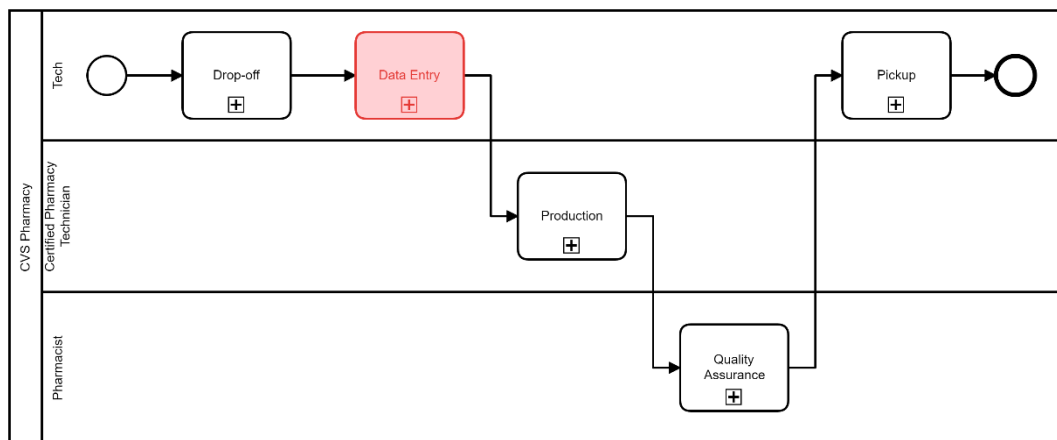 CVS Pharmacy
Tech
Drop-off
Data Entry
Pickup
Certified Pharmacy
Technician
Production
Pharmacist
Quality
Assurance